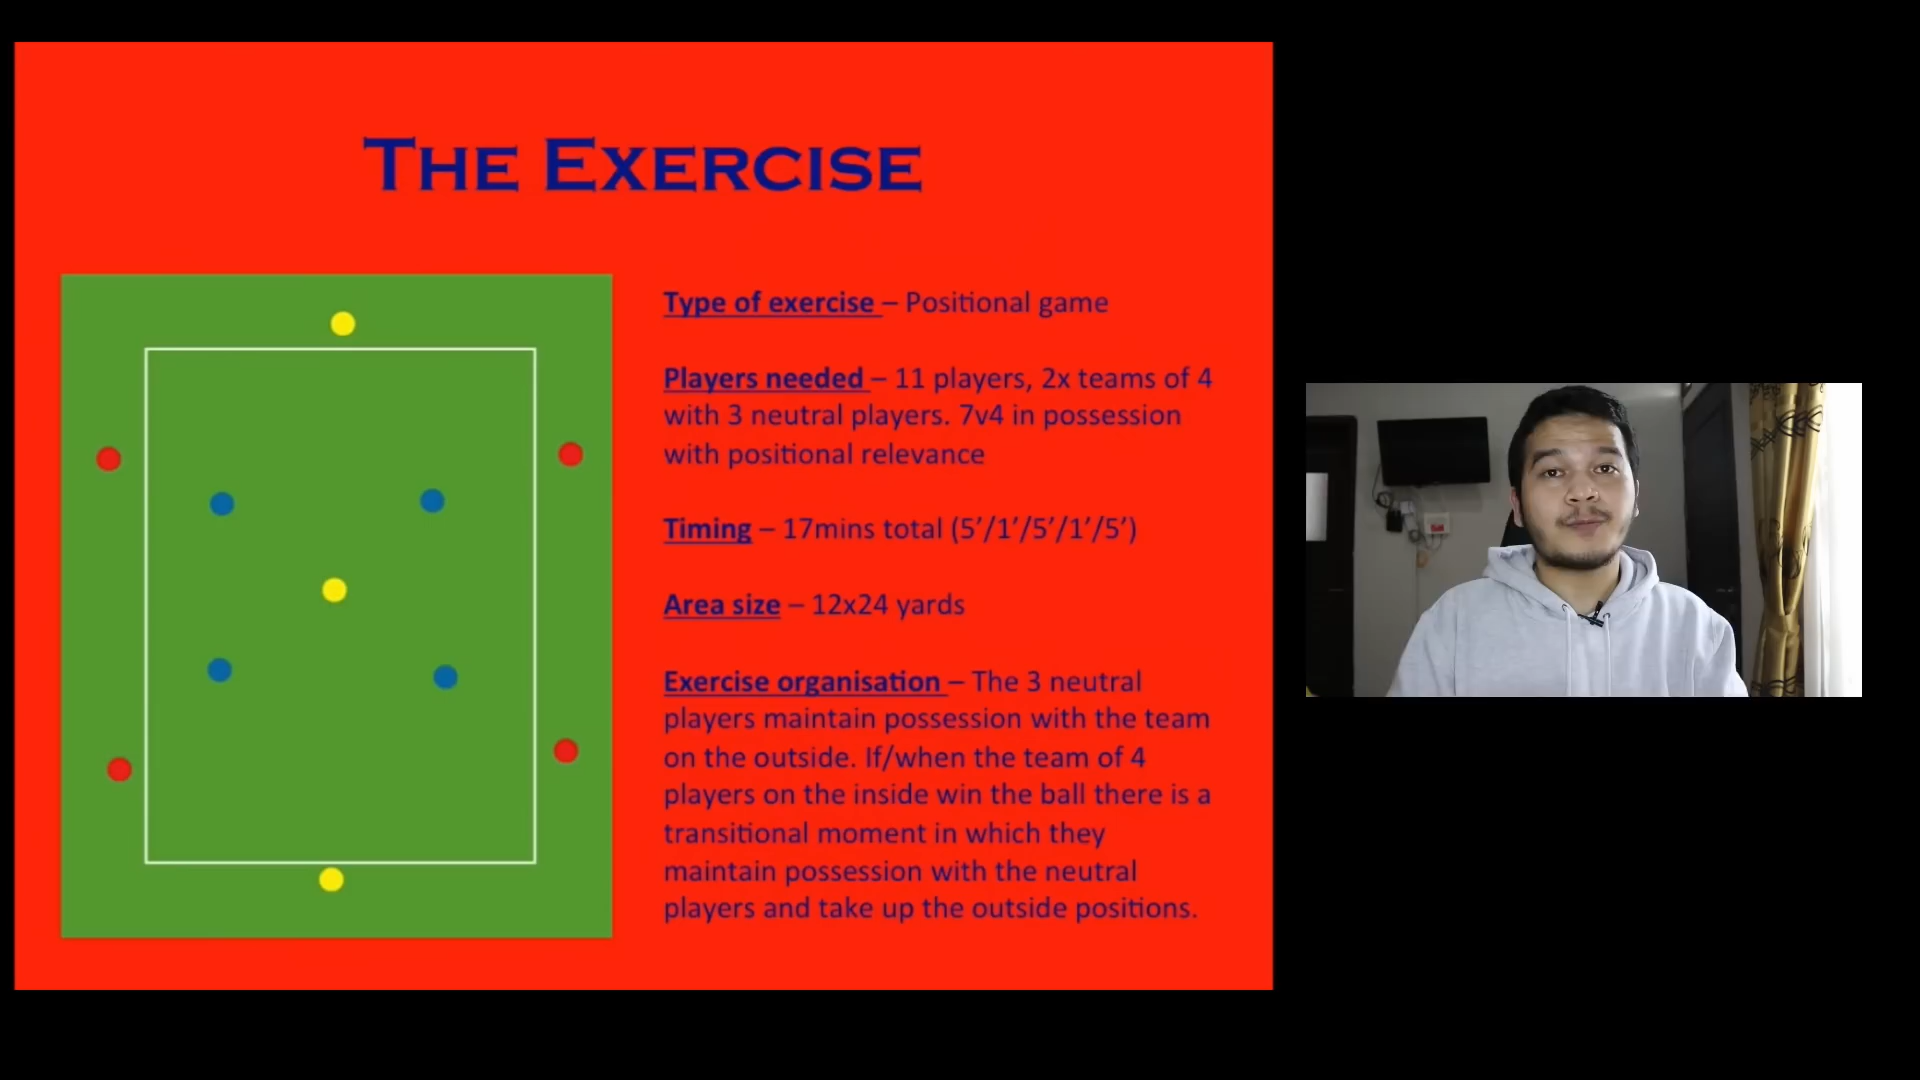 THE EXERCISE
Type of exercise – Positional game
Players needed – 11 players, 2x teams of 4
with 3 neutral players. 7v4 in possession
with positional relevance
Timing – 17mins total (5’/1’/5’/1’/5’)
Area size – 12x24 yards
Exercise organisation – The 3 neutral
players maintain possession with the team
on the outside. If/when the team of 4
players on the inside win the ball there is a
transitional moment in which they
maintain possession with the neutral
players and take up the outside positions.